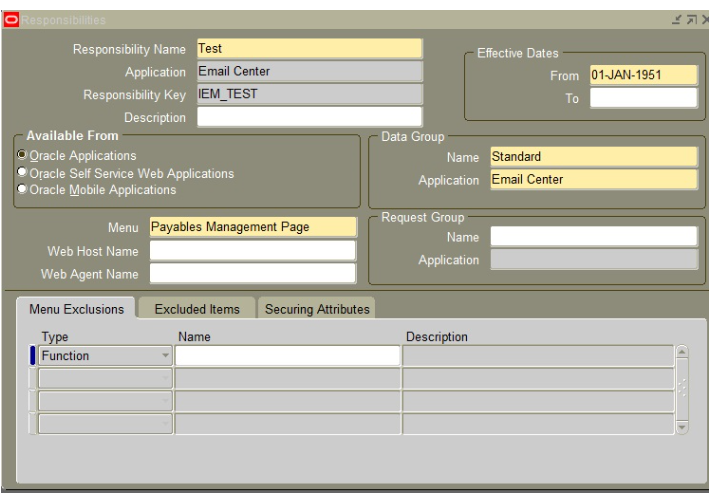 Responsibilities
Responsibility Name Test
Application Email Center
Responsibility Key IEM_TEST
Description
Effective Dates
From 01-JAN-1951
To
Available From
Oracle Applications
Oracle Self Service Web Applications
Oracle Mobile Applications
Data Group
Name Standard
Application Email Center
Menu Payables Management Page
Web Host Name
Web Agent Name
Request Group
Name
Application
Menu Exclusions Excluded Items Securing Attributes
Type Name Description
Function